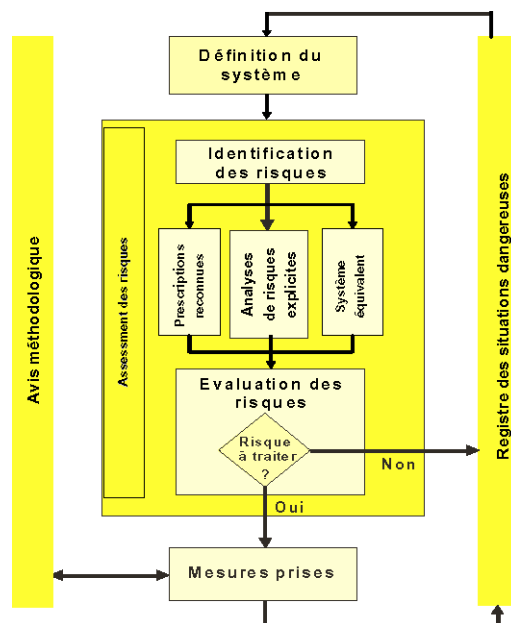 Définition du
système
Avis méthodologique
Assessment des risques
Identification
des risques
Prescriptions
reconnues
Analyses
de risques
explicites
Système
équivalent
Evaluation des
risques
Risque
à traiter
?
Non
Oui
Mesures prises
Registre des situations dangereuses